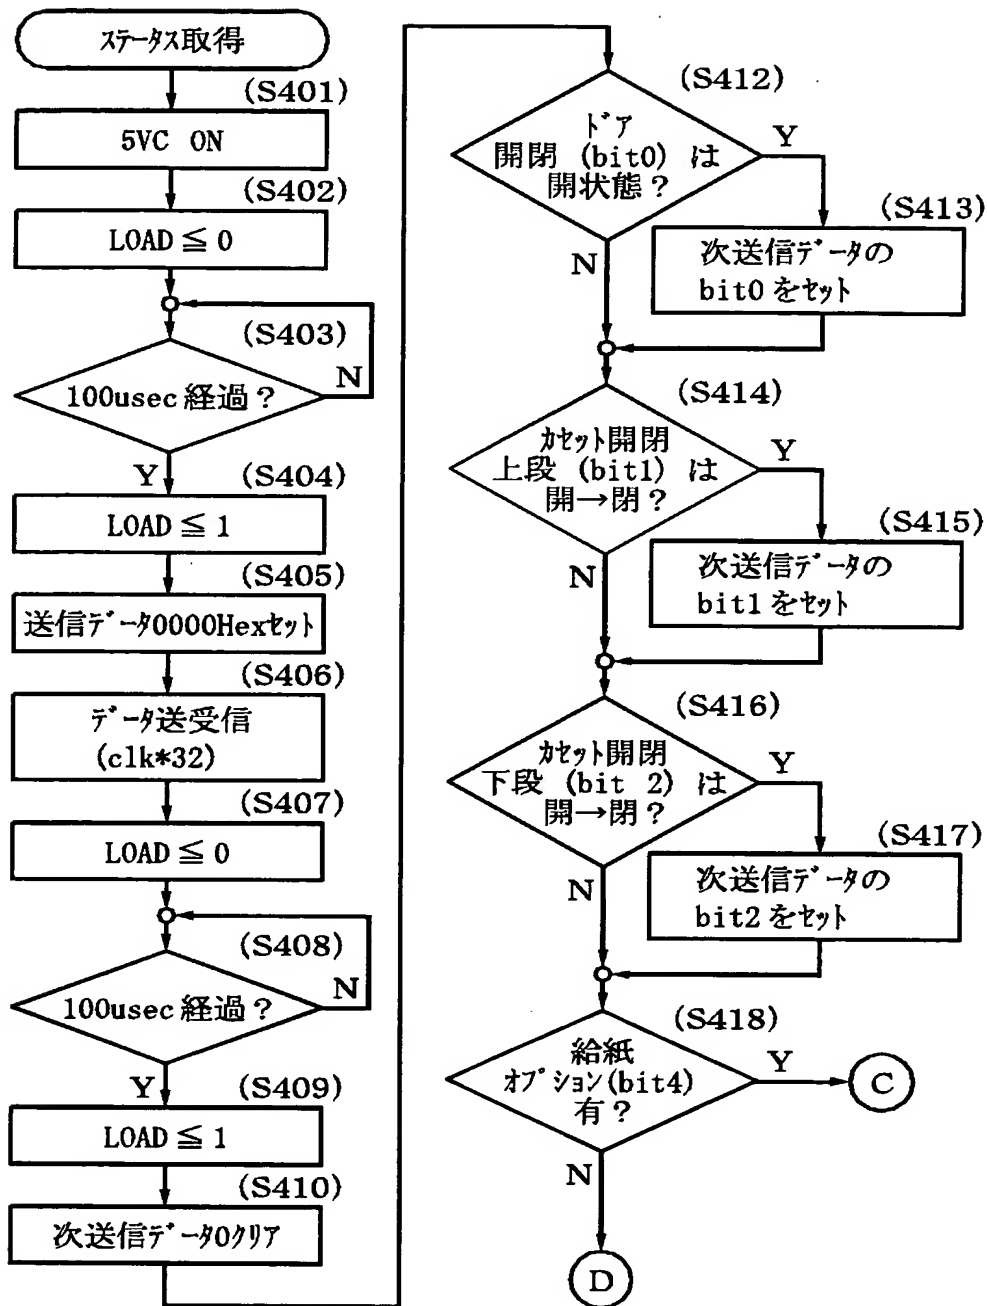 ステータス取得
(S401)
5VC ON
(S402)
LOAD ≦ 0
(S403)
100usec 経過？
N
Y
(S404)
LOAD ≦ 1
(S405)
送信データ0000Hexセット
(S406)
データ送受信
(clk*32)
(S407)
LOAD ≦ 0
(S408)
100usec 経過？
N
Y
(S409)
LOAD ≦ 1
(S410)
次送信データ0クリア
(S412)
ドア
開閉 (bit0) は
開状態？
Y
N
(S413)
次送信データの
bit0 をセット
(S414)
カセット開閉
上段 (bit1) は
開→閉？
Y
N
(S415)
次送信データの
bit1 をセット
(S416)
カセット開閉
下段 (bit 2) は
開→閉？
Y
N
(S417)
次送信データの
bit2 をセット
(S418)
給紙
オプション(bit4)
有？
Y
C
N
D